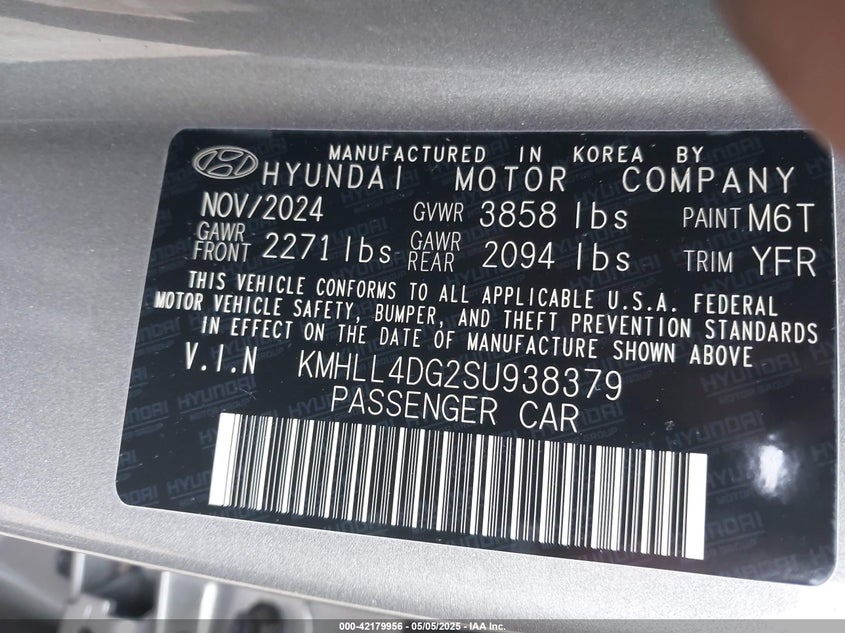 MANUFACTURED IN KOREA BY
HYUNDAI MOTOR COMPANY
NOV/2024 GVWR 3858 lbs PAINT M6T
GAWR FRONT 2271 lbs GAWR REAR 2094 lbs TRIM YFR
THIS VEHICLE CONFORMS TO ALL APPLICABLE U.S.A. FEDERAL
MOTOR VEHICLE SAFETY, BUMPER, AND THEFT PREVENTION STANDARDS
IN EFFECT ON THE DATE OF MANUFACTURE SHOWN ABOVE
V.I.N KMHLL4DG2SU938379
PASSENGER CAR
000-42179956 - 05/05/2025 - IAA Inc.